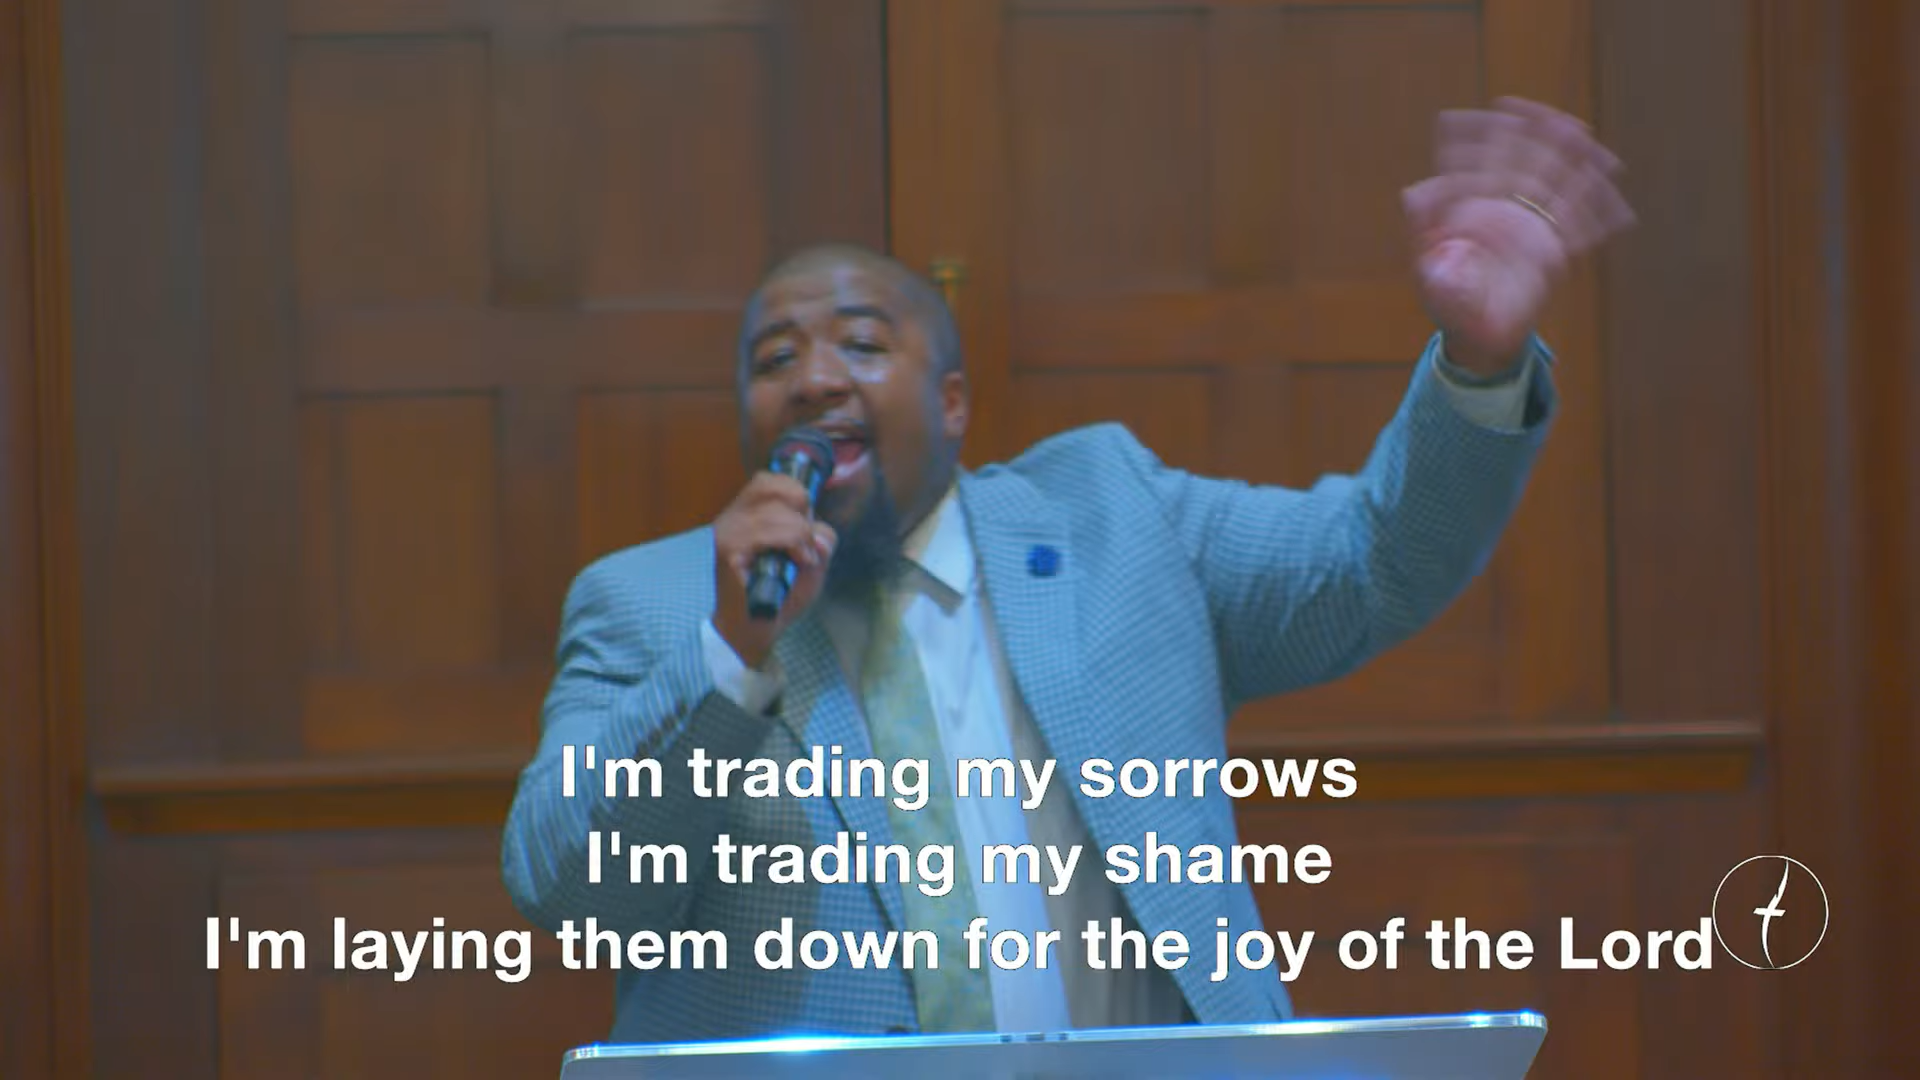 I'm trading my sorrows
I'm trading my shame
I'm laying them down for the joy of the Lord